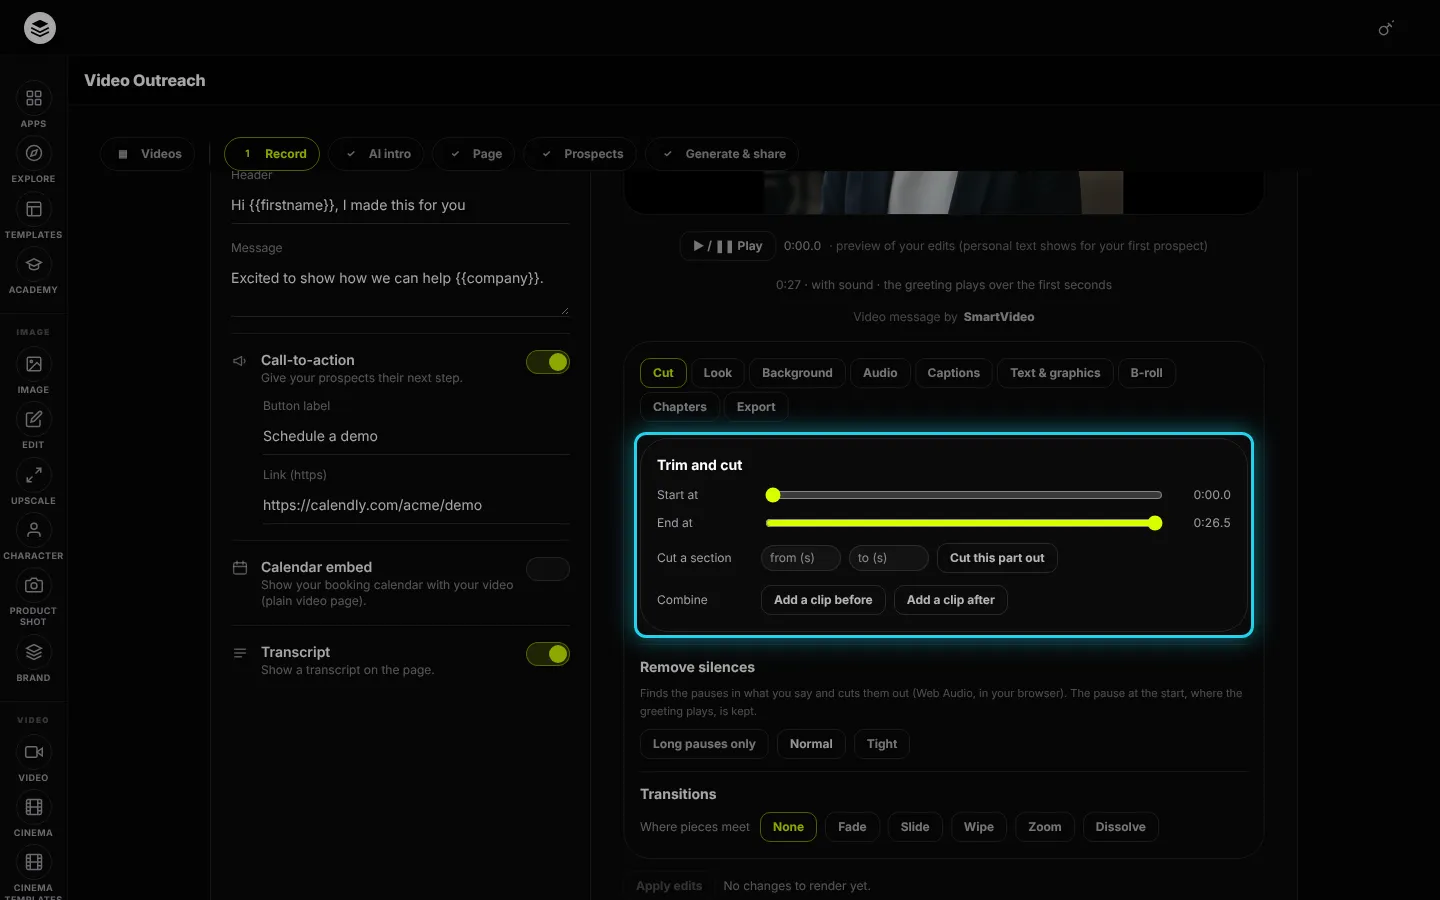 Video Outreach
APPS
EXPLORE
TEMPLATES
ACADEMY
IMAGE
IMAGE
EDIT
UPSCALE
CHARACTER
PRODUCT
SHOT
BRAND
VIDEO
VIDEO
CINEMA
CINEMA
TEMPLATES
Videos
1 Record
AI intro
Page
Prospects
Generate & share
Header
Hi {{firstname}}, I made this for you
Message
Excited to show how we can help {{company}}.
Call-to-action
Give your prospects their next step.
Button label
Schedule a demo
Link (https)
https://calendly.com/acme/demo
Calendar embed
Show your booking calendar with your video
(plain video page).
Transcript
Show a transcript on the page.
▶ / ❚❚ Play 0:00.0 · preview of your edits (personal text shows for your first prospect)
0:27 · with sound · the greeting plays over the first seconds
Video message by SmartVideo
Cut Look Background Audio Captions Text & graphics B-roll
Chapters Export
Trim and cut
Start at 0:00.0
End at 0:26.5
Cut a section from (s) to (s) Cut this part out
Combine Add a clip before Add a clip after
Remove silences
Finds the pauses in what you say and cuts them out (Web Audio, in your browser). The pause at the start, where the
greeting plays, is kept.
Long pauses only Normal Tight
Transitions
Where pieces meet None Fade Slide Wipe Zoom Dissolve
Apply edits No changes to render yet.